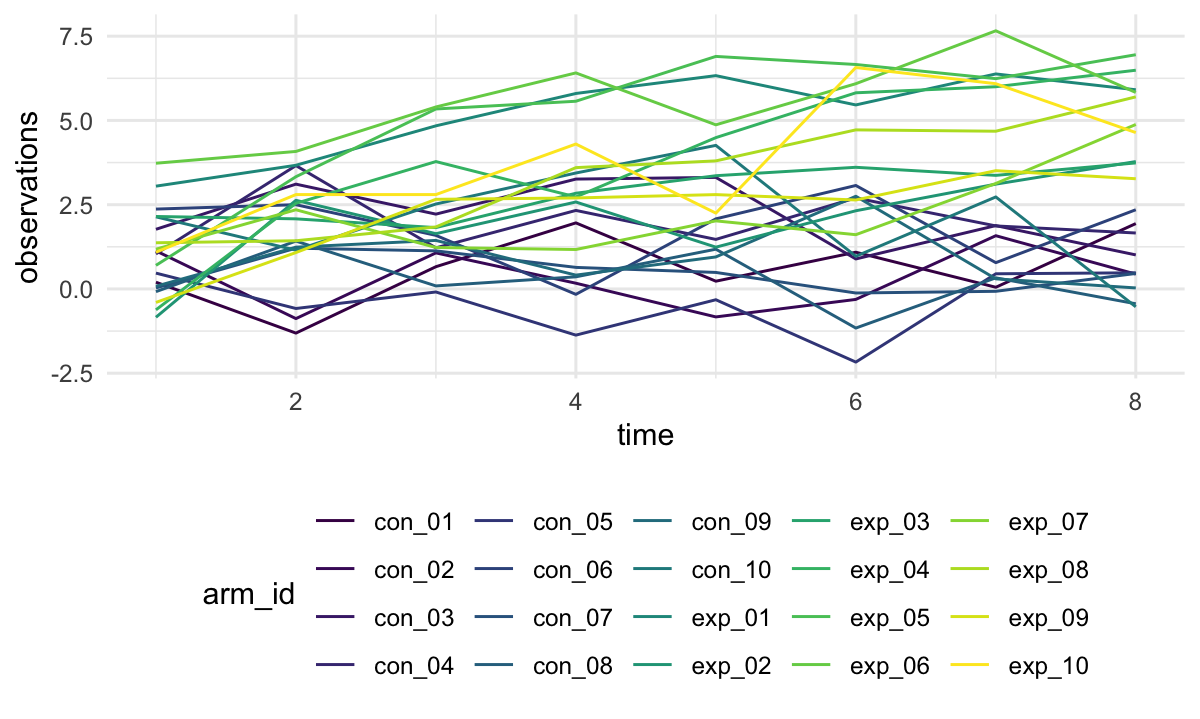 7.5
5.0
2.5
0.0
-2.5
observations
2 4 6 8
time
arm_id
con_01 con_05 con_09 exp_03 exp_07
con_02 con_06 con_10 exp_04 exp_08
con_03 con_07 exp_01 exp_05 exp_09
con_04 con_08 exp_02 exp_06 exp_10